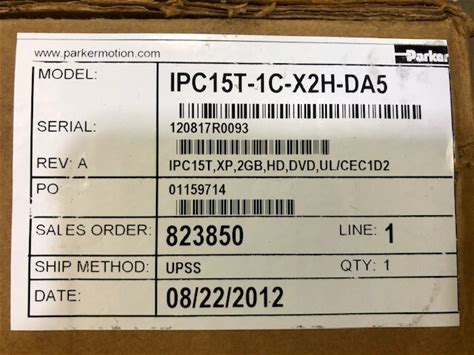 www.parkermotion.com
Parker
MODEL: IPC15T-1C-X2H-DA5
SERIAL: 120817R0093
REV: A IPC15T,XP,2GB,HD,DVD,UL/CEC1D2
PO 01159714
SALES ORDER: 823850 LINE: 1
SHIP METHOD: UPSS QTY: 1
DATE: 08/22/2012